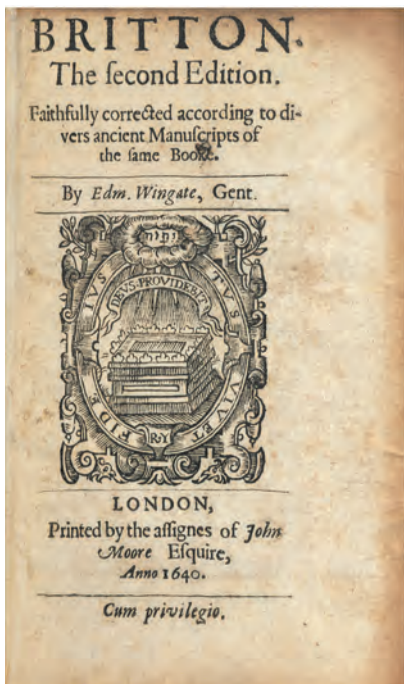 BRITTON.
The ſecond Edition.
Faithfully corrected according to di-
vers ancient Manuſcripts of
the ſame Booke.
By Edm. Wingate, Gent.
יהוה
DEVS PROVIDEBIT
IVS TVS
FIDE VIVET
R·Y
LONDON,
Printed by the aſſignes of John
Moore Eſquire,
Anno 1640.
Cum privilegio.